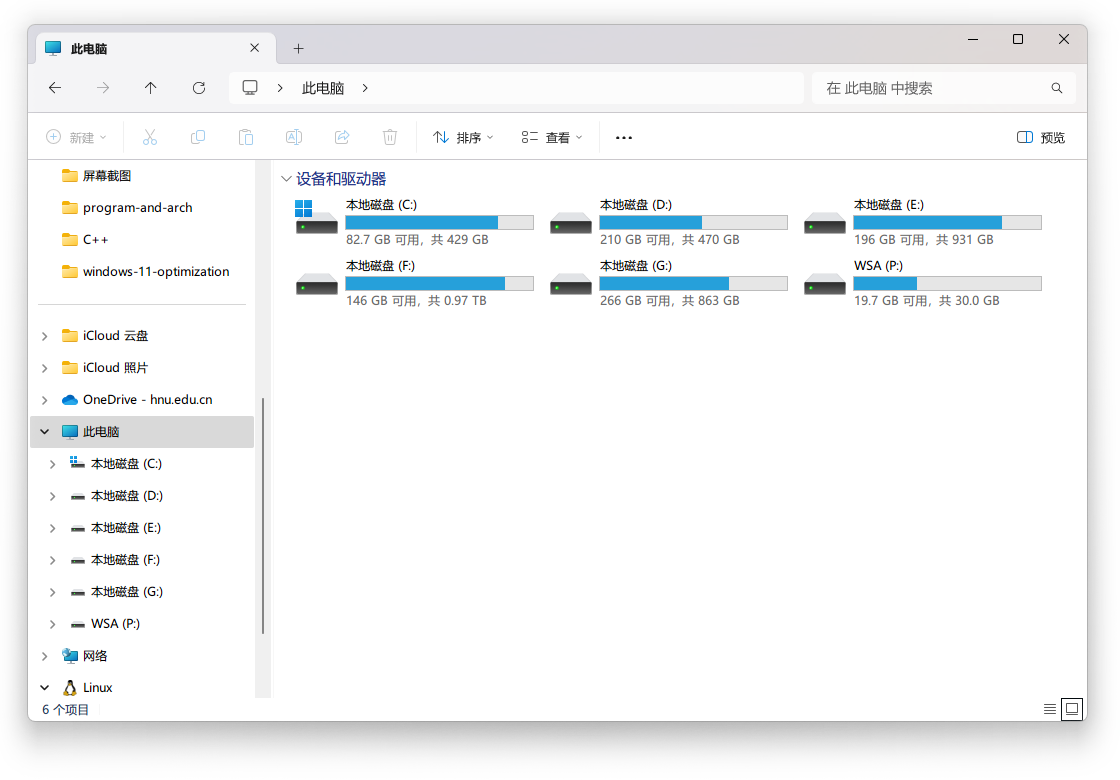 此电脑
此电脑
在 此电脑 中搜索
新建
排序
查看
预览
屏幕截图
program-and-arch
C++
windows-11-optimization
iCloud 云盘
iCloud 照片
OneDrive - hnu.edu.cn
此电脑
本地磁盘 (C:)
本地磁盘 (D:)
本地磁盘 (E:)
本地磁盘 (F:)
本地磁盘 (G:)
WSA (P:)
网络
Linux
设备和驱动器
本地磁盘 (C:)
82.7 GB 可用，共 429 GB
本地磁盘 (D:)
210 GB 可用，共 470 GB
本地磁盘 (E:)
196 GB 可用，共 931 GB
本地磁盘 (F:)
146 GB 可用，共 0.97 TB
本地磁盘 (G:)
266 GB 可用，共 863 GB
WSA (P:)
19.7 GB 可用，共 30.0 GB
6 个项目